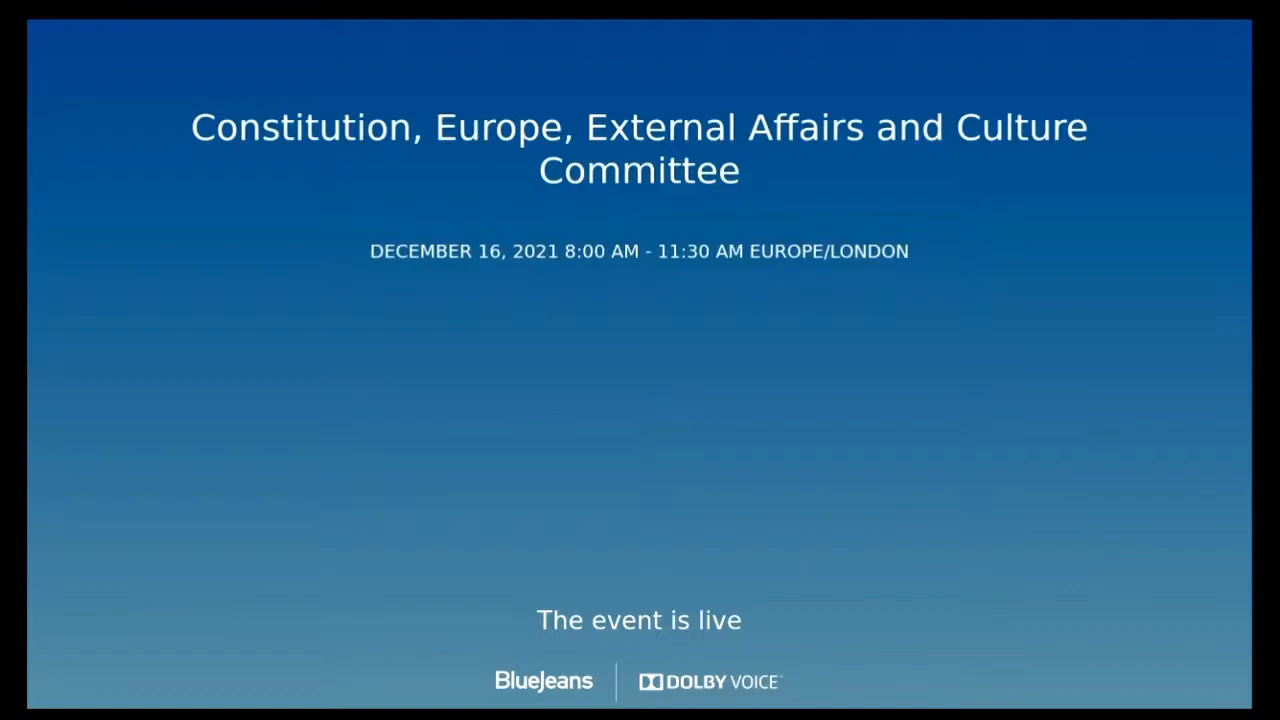 Constitution, Europe, External Affairs and Culture
Committee
DECEMBER 16, 2021 8:00 AM - 11:30 AM EUROPE/LONDON
The event is live
BlueJeans
DOLBY VOICE